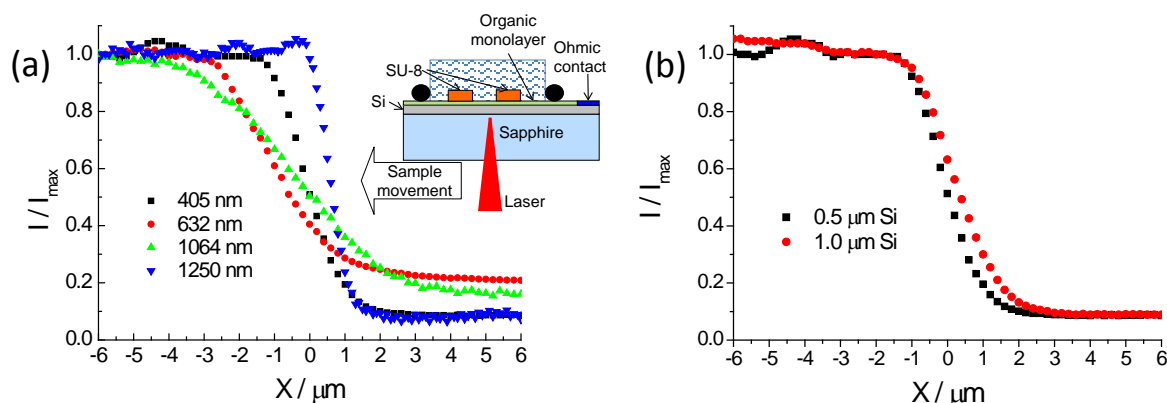 (a)
I / I_max
1.0
0.8
0.6
0.4
0.2
0.0
-6 -5 -4 -3 -2 -1 0 1 2 3 4 5 6
X / μm
405 nm
632 nm
1064 nm
1250 nm
Organic
monolayer
Ohmic
contact
SU-8
Si
Sapphire
Sample
movement
Laser
(b)
I / I_max
1.0
0.8
0.6
0.4
0.2
0.0
-6 -5 -4 -3 -2 -1 0 1 2 3 4 5 6
X / μm
0.5 μm Si
1.0 μm Si